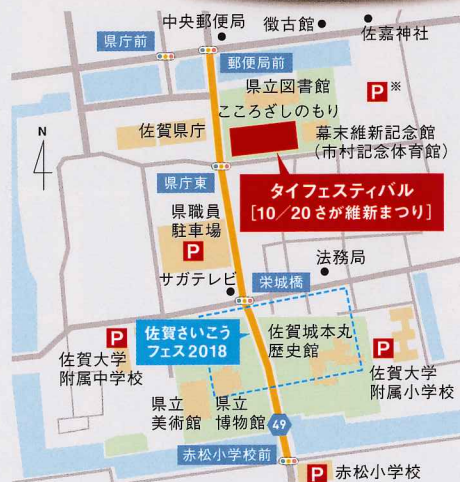 中央郵便局
徴古館
佐嘉神社
県庁前
郵便局前
県立図書館
こころざしのもり
P※
N
佐賀県庁
幕末維新記念館
(市村記念体育館)
県庁東
タイフェスティバル
[10/20 さが維新まつり]
県職員
駐車場
P
サガテレビ
栄城橋
法務局
P
佐賀大学
附属中学校
佐賀さいこう
フェス2018
佐賀城本丸
歴史館
P
佐賀大学
附属小学校
県立
美術館
県立
博物館
49
赤松小学校前
P 赤松小学校